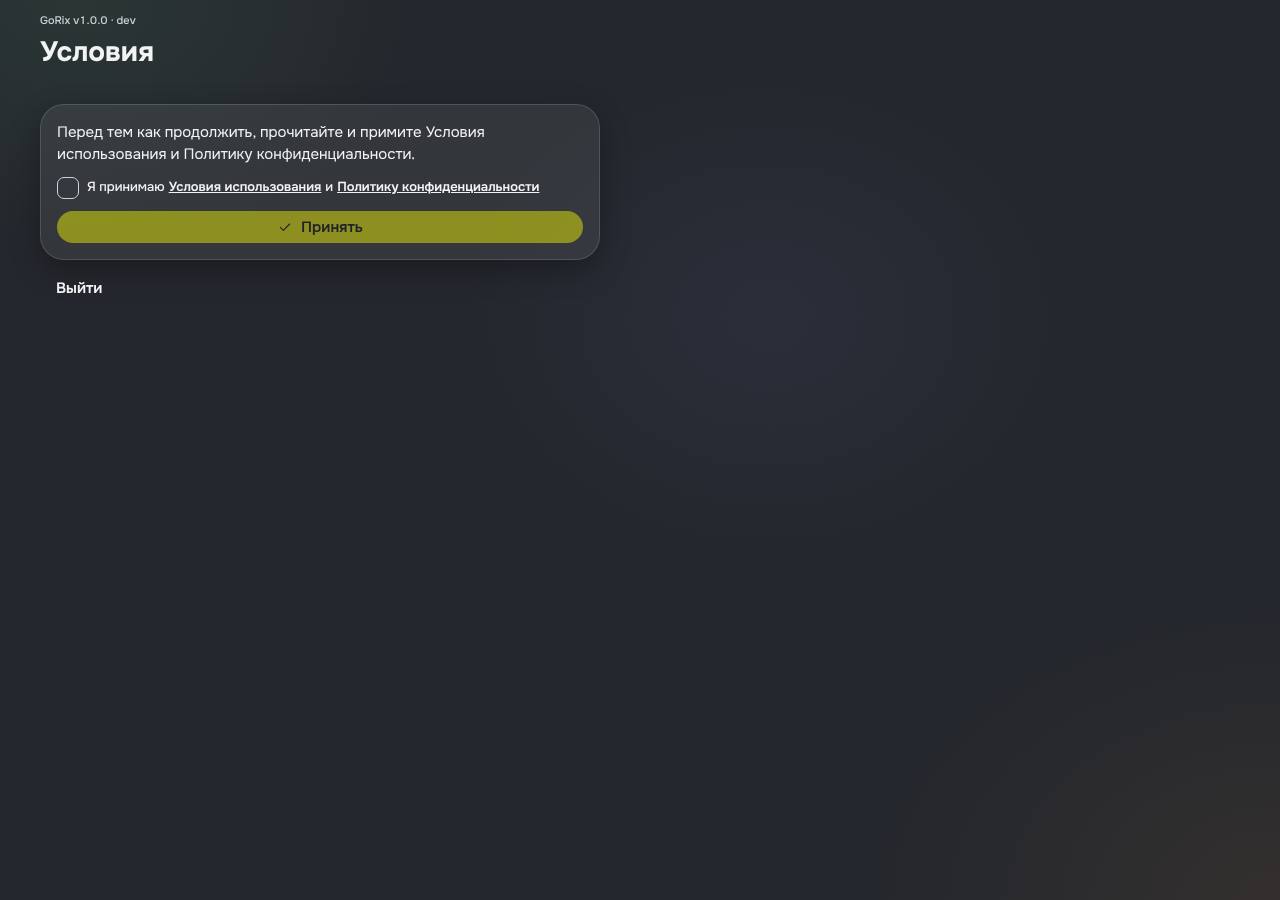 GoRix v1.0.0 · dev
Условия
Перед тем как продолжить, прочитайте и примите Условия
использования и Политику конфиденциальности.
Я принимаю Условия использования и Политику конфиденциальности
Принять
Выйти